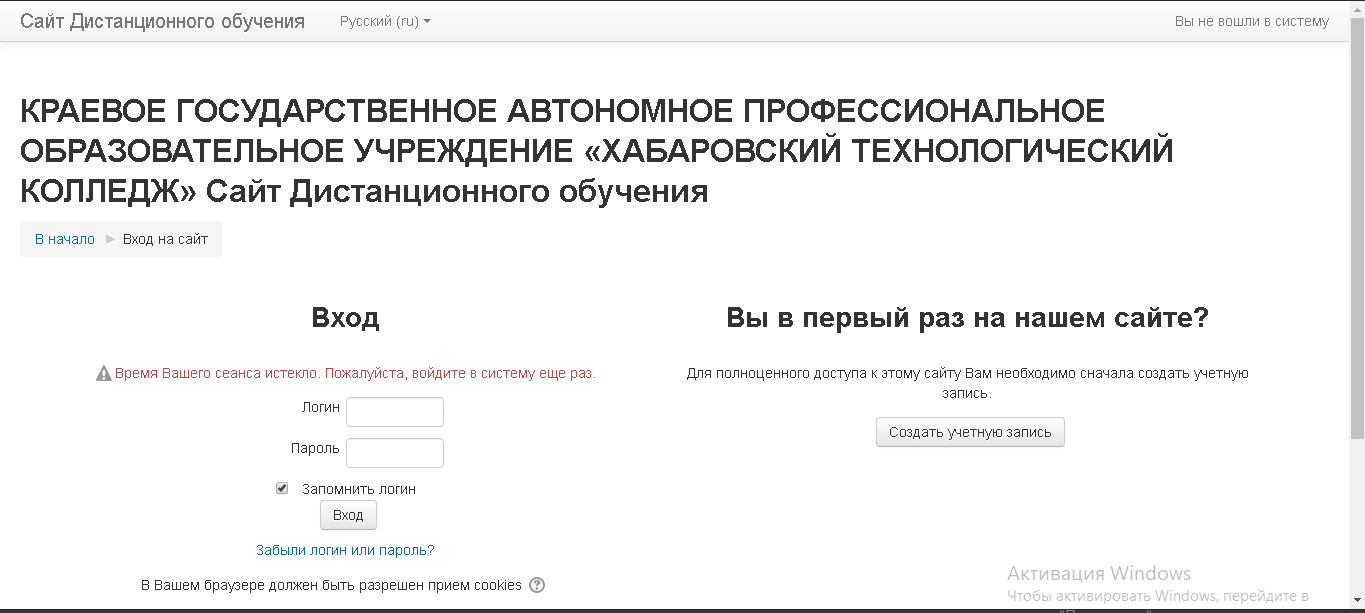 Сайт Дистанционного обучения
Русский (ru)
Вы не вошли в систему
КРАЕВОЕ ГОСУДАРСТВЕННОЕ АВТОНОМНОЕ ПРОФЕССИОНАЛЬНОЕ
ОБРАЗОВАТЕЛЬНОЕ УЧРЕЖДЕНИЕ «ХАБАРОВСКИЙ ТЕХНОЛОГИЧЕСКИЙ
КОЛЛЕДЖ» Сайт Дистанционного обучения
В начало ► Вход на сайт
Вход
Время Вашего сеанса истекло. Пожалуйста, войдите в систему еще раз.
Логин
Пароль
Запомнить логин
Вход
Забыли логин или пароль?
В Вашем браузере должен быть разрешен прием cookies
Вы в первый раз на нашем сайте?
Для полноценного доступа к этому сайту Вам необходимо сначала создать учетную
запись.
Создать учетную запись
Активация Windows
Чтобы активировать Windows, перейдите в